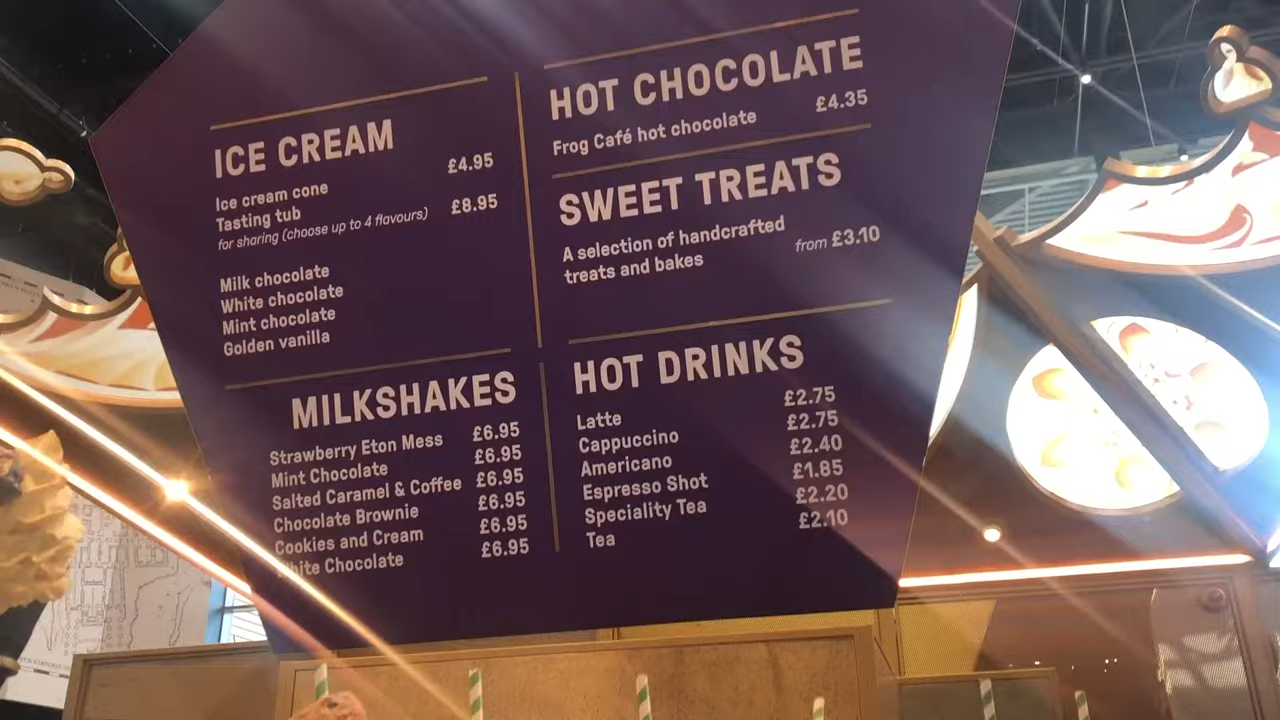 ICE CREAM
Ice cream cone £4.95
Tasting tub £8.95
for sharing (choose up to 4 flavours)
Milk chocolate
White chocolate
Mint chocolate
Golden vanilla
MILKSHAKES
Strawberry Eton Mess £6.95
Mint Chocolate £6.95
Salted Caramel & Coffee £6.95
Chocolate Brownie £6.95
Cookies and Cream £6.95
White Chocolate £6.95
HOT CHOCOLATE
Frog Café hot chocolate £4.35
SWEET TREATS
A selection of handcrafted
treats and bakes from £3.10
HOT DRINKS
Latte £2.75
Cappuccino £2.75
Americano £2.40
Espresso Shot £1.85
Speciality Tea £2.20
Tea £2.10